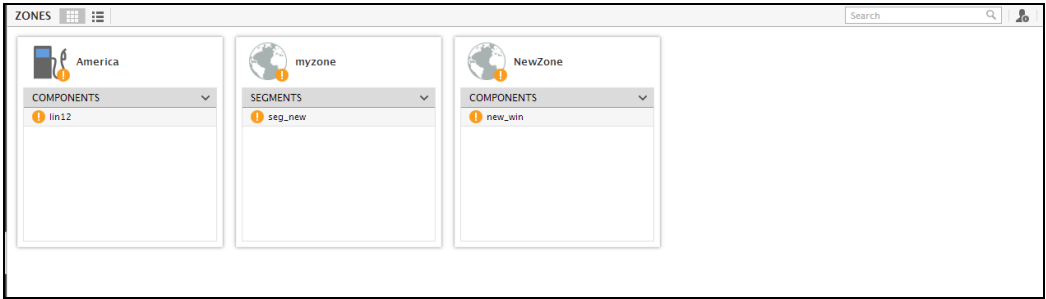 ZONES
Search
America
myzone
NewZone
COMPONENTS
SEGMENTS
COMPONENTS
lin12
seg_new
new_win